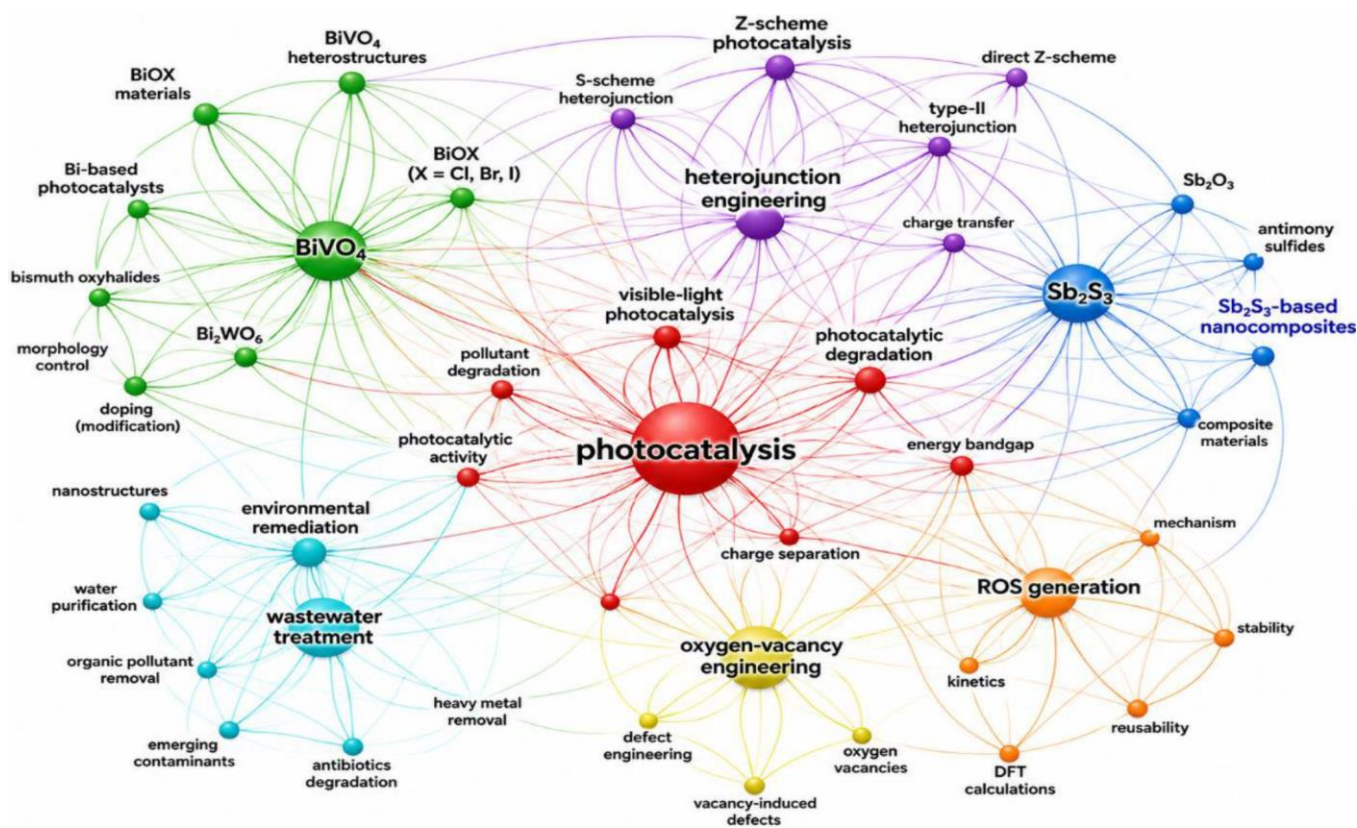 BiVO₄
heterostructures
BiOX
materials
Z-scheme
photocatalysis
S-scheme
heterojunction
direct Z-scheme
type-II
heterojunction
BiOX
(X = Cl, Br, I)
Bi-based
photocatalysts
heterojunction
engineering
Sb₂O₃
charge transfer
antimony
sulfides
BiVO₄
bismuth oxyhalides
Sb₂S₃
visible-light
photocatalysis
Sb₂S₃-based
nanocomposites
Bi₂WO₆
morphology
control
pollutant
degradation
photocatalytic
degradation
doping
(modification)
photocatalytic
activity
photocatalysis
energy bandgap
composite
materials
nanostructures
environmental
remediation
charge separation
mechanism
water
purification
ROS generation
wastewater
treatment
oxygen-vacancy
engineering
stability
organic pollutant
removal
kinetics
heavy metal
removal
reusability
emerging
contaminants
antibiotics
degradation
defect
engineering
oxygen
vacancies
DFT
calculations
vacancy-induced
defects